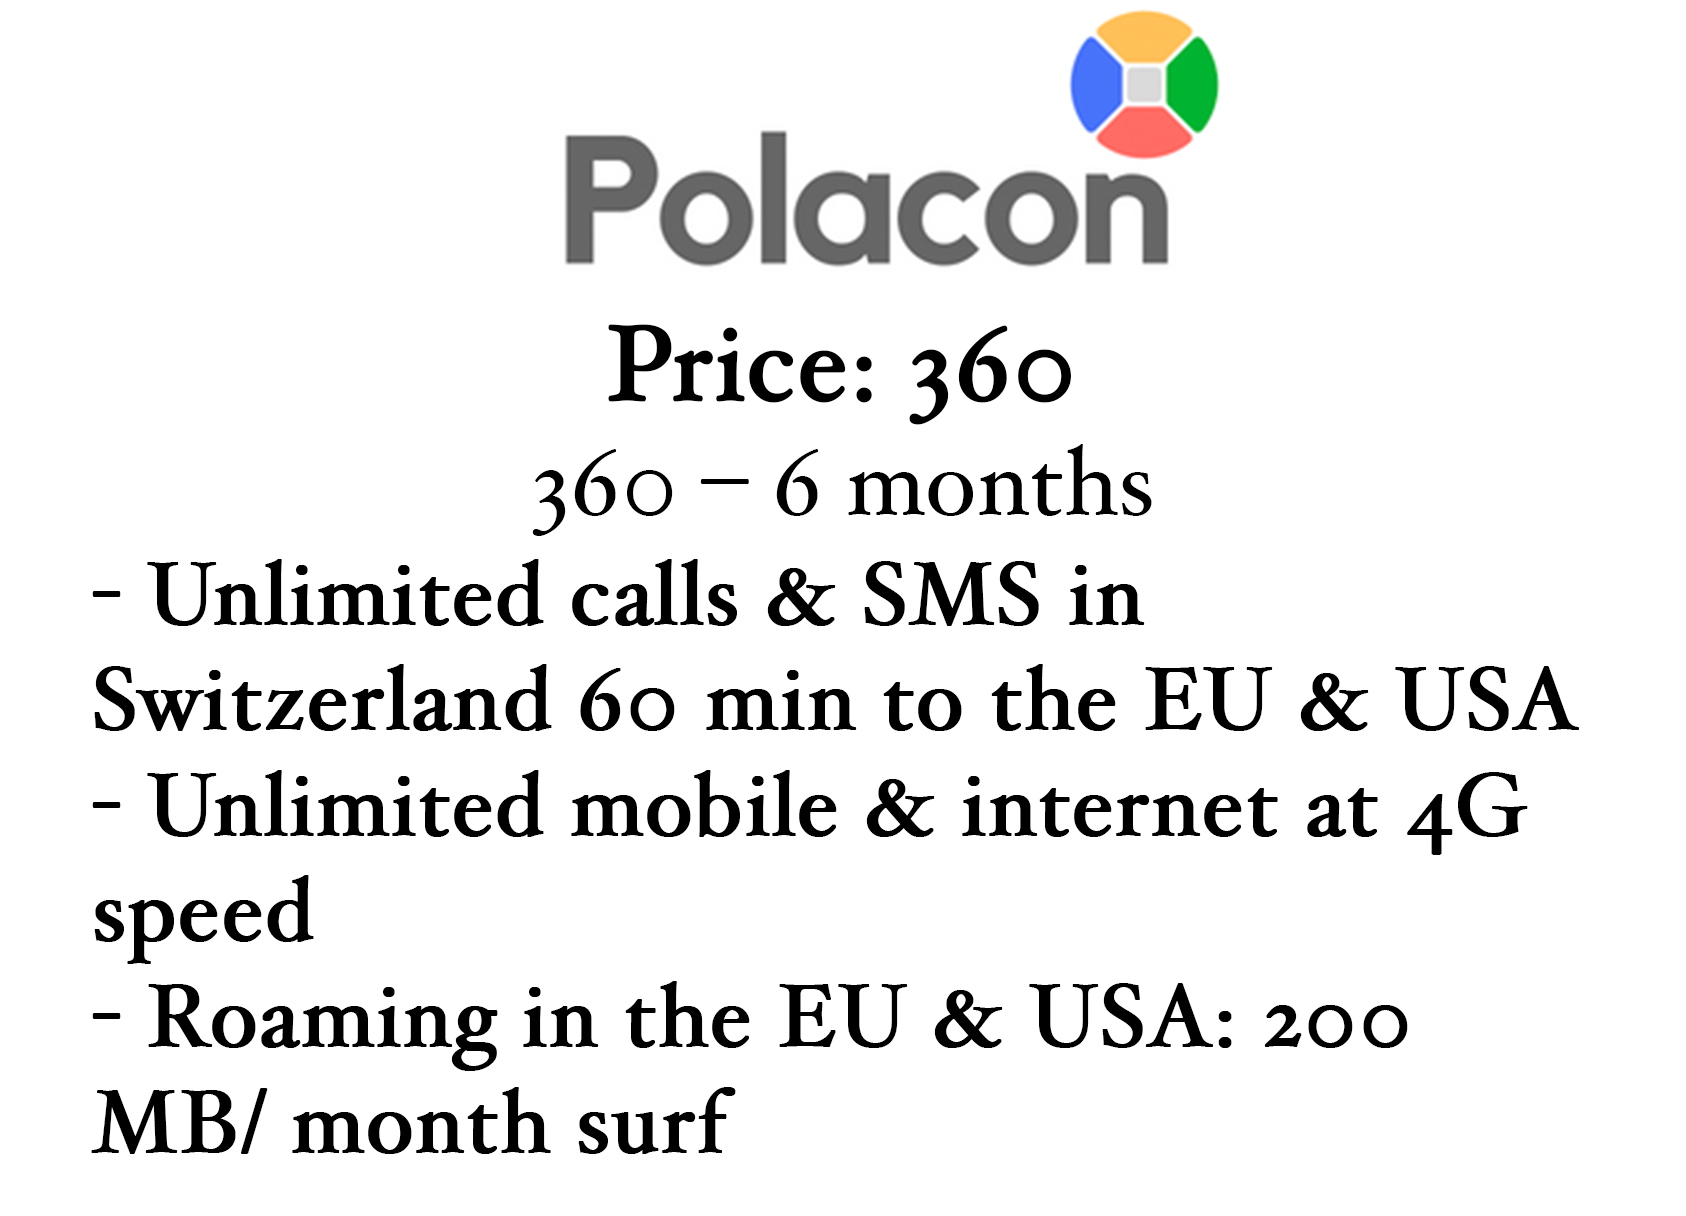 Polacon
Price: 360
360 – 6 months
- Unlimited calls & SMS in
Switzerland 60 min to the EU & USA
- Unlimited mobile & internet at 4G
speed
- Roaming in the EU & USA: 200
MB/ month surf